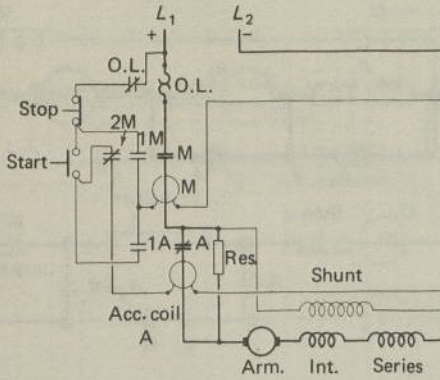 L₁ L₂
+ −
O.L.
O.L.
Stop
2M
1M
M
Start
M
1A A
Res
Shunt
Acc. coil
A
Arm. Int. Series